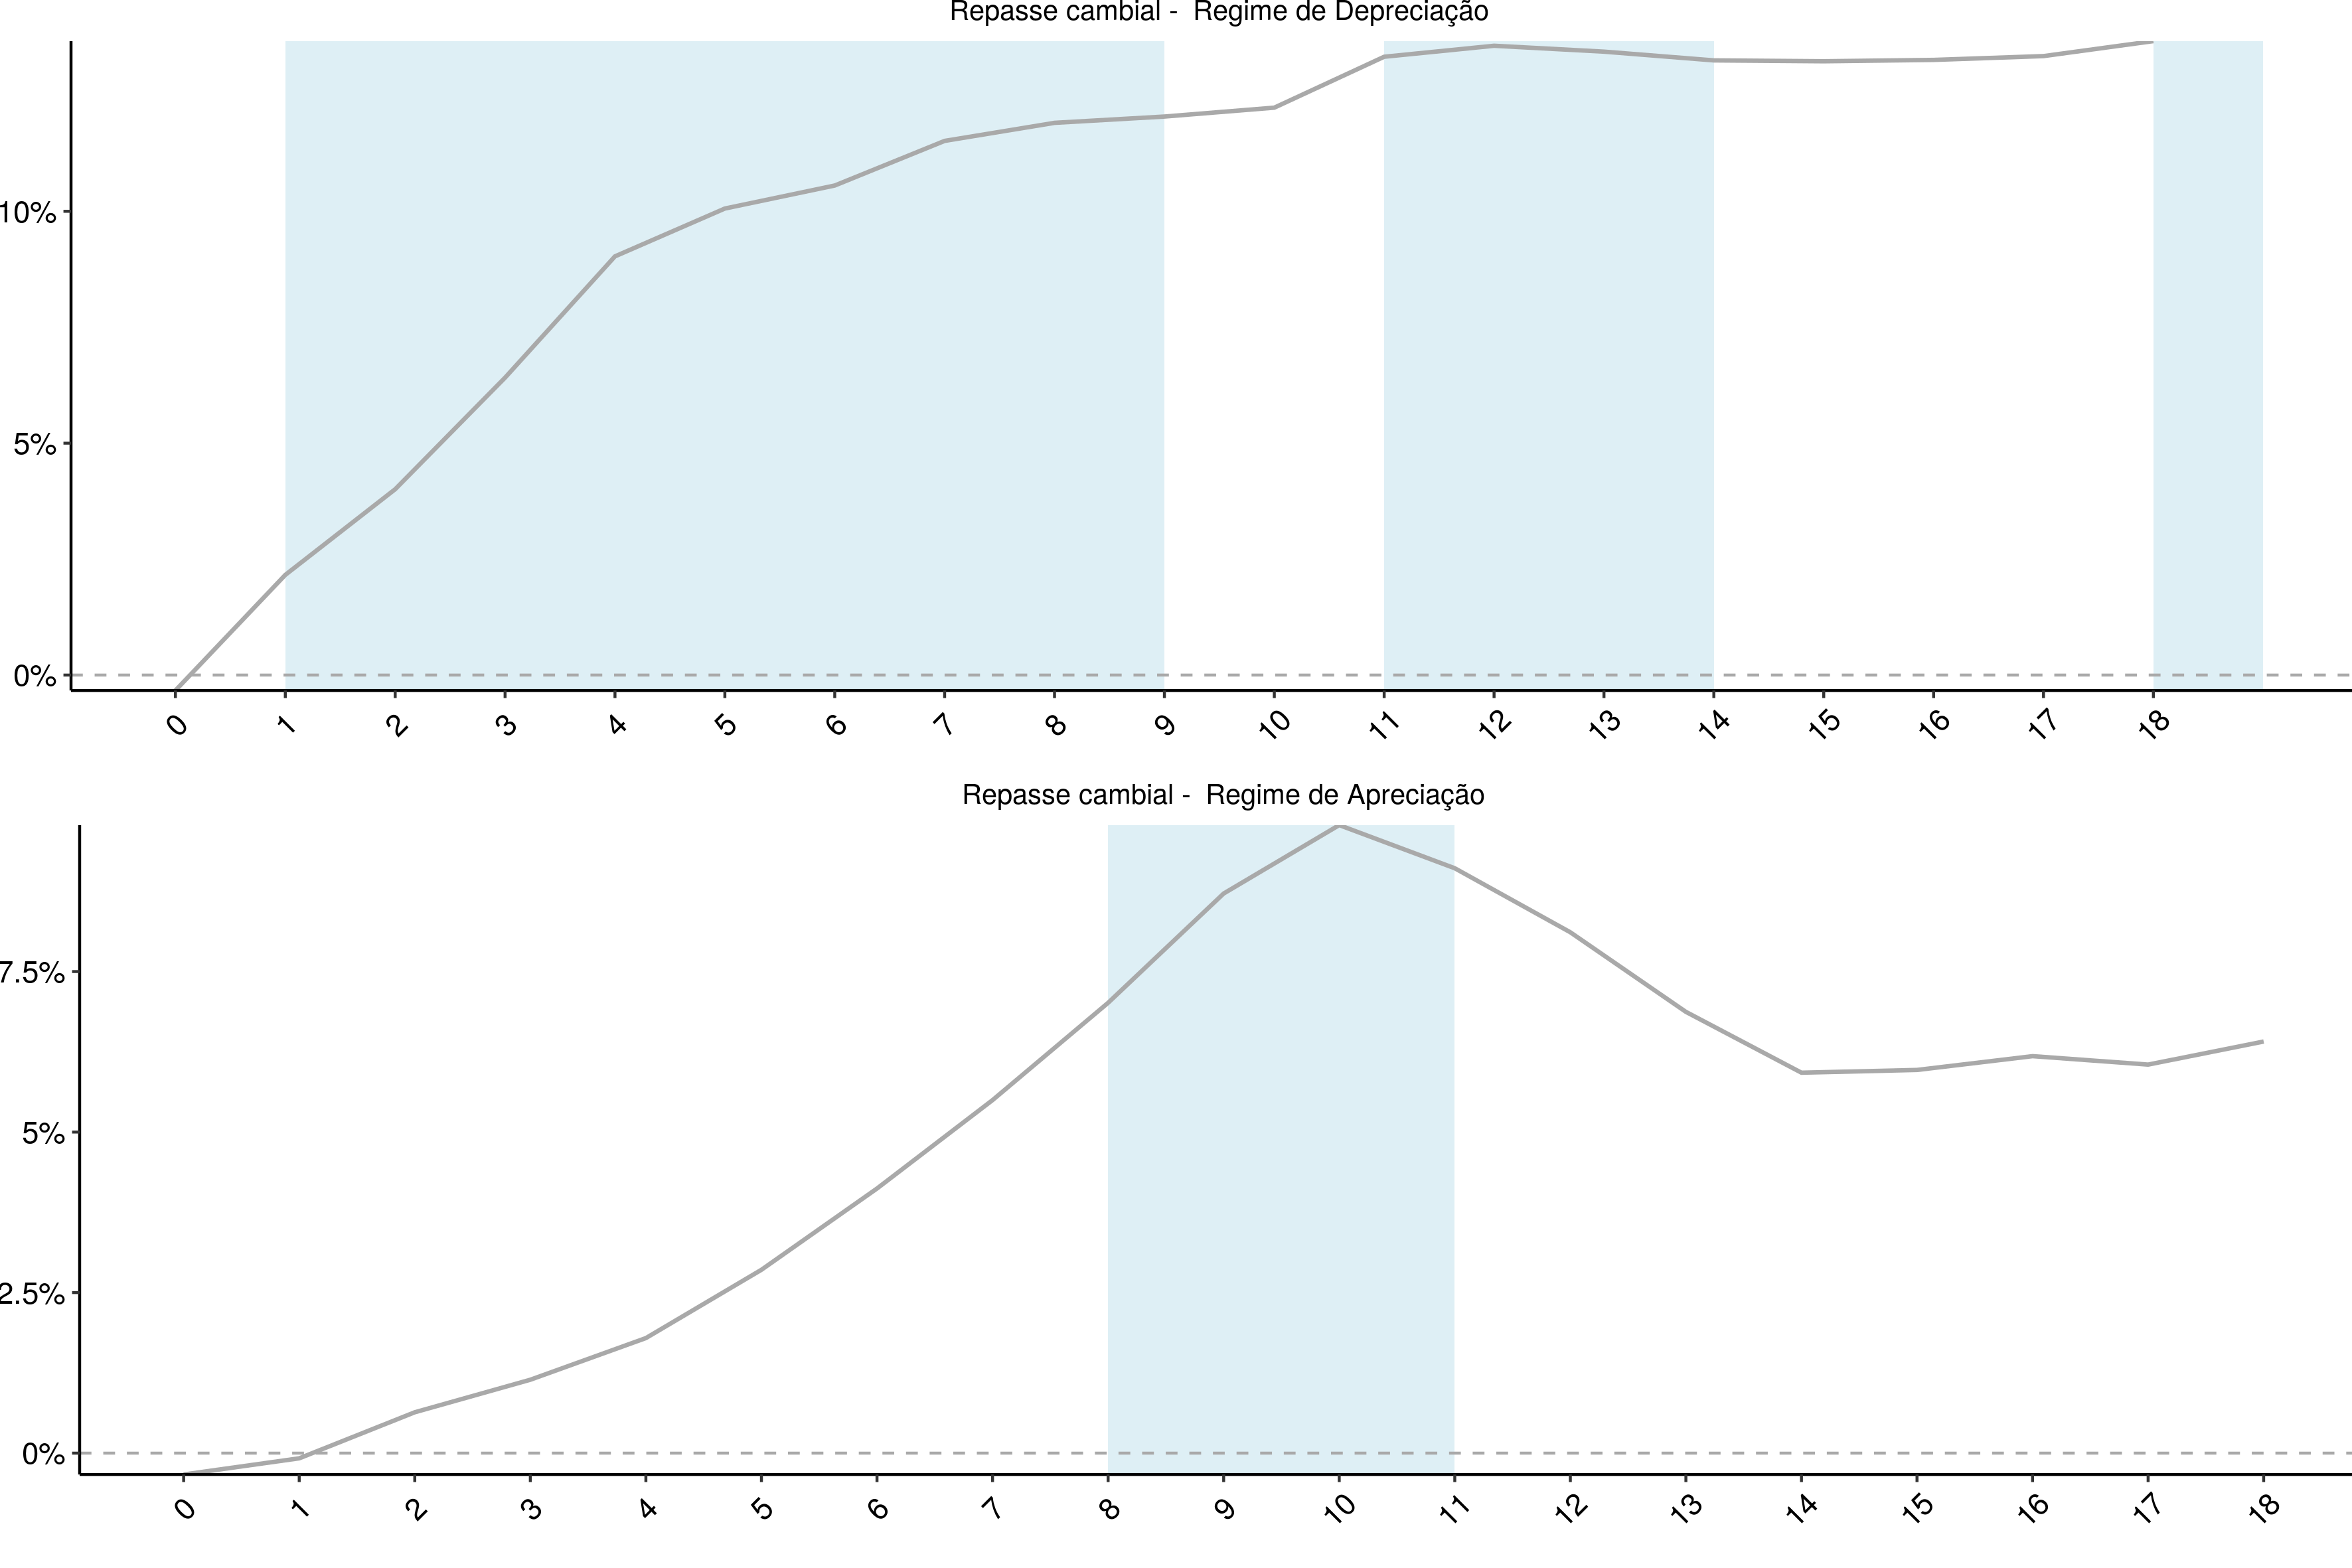 Repasse cambial -  Regime de Depreciação
10%
5%
0%
0 1 2 3 4 5 6 7 8 9 10 11 12 13 14 15 16 17 18
Repasse cambial -  Regime de Apreciação
7.5%
5%
2.5%
0%
0 1 2 3 4 5 6 7 8 9 10 11 12 13 14 15 16 17 18